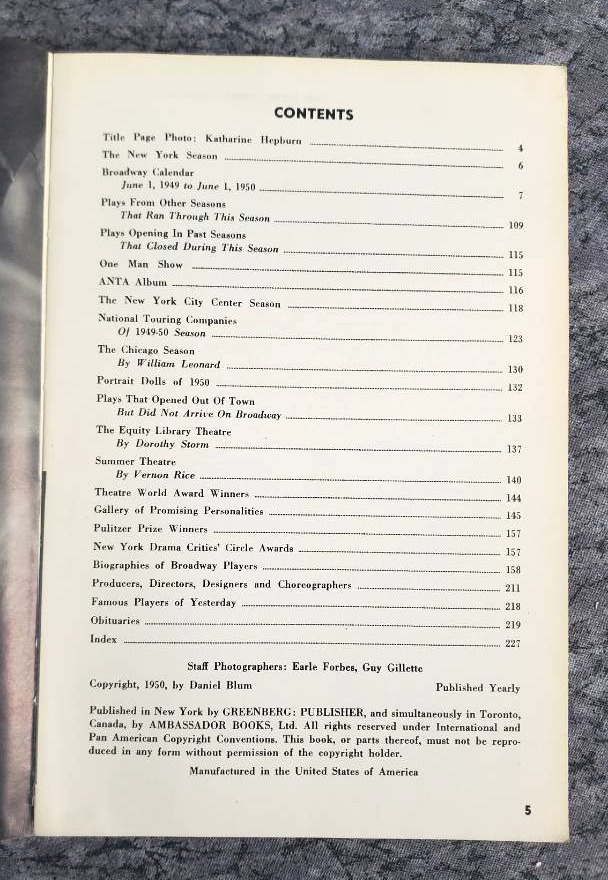 CONTENTS
Title Page Photo: Katharine Hepburn 4
The New York Season 6
Broadway Calendar
June 1, 1949 to June 1, 1950 7
Plays From Other Seasons
That Ran Through This Season 109
Plays Opening In Past Seasons
That Closed During This Season 115
One Man Show 115
ANTA Album 116
The New York City Center Season 118
National Touring Companies
Of 1949-50 Season 123
The Chicago Season
By William Leonard 130
Portrait Dolls of 1950 132
Plays That Opened Out Of Town
But Did Not Arrive On Broadway 133
The Equity Library Theatre
By Dorothy Storm 137
Summer Theatre
By Vernon Rice 140
Theatre World Award Winners 144
Gallery of Promising Personalities 145
Pulitzer Prize Winners 157
New York Drama Critics' Circle Awards 157
Biographies of Broadway Players 158
Producers, Directors, Designers and Choreographers 211
Famous Players of Yesterday 218
Obituaries 219
Index 227
Staff Photographers: Earle Forbes, Guy Gillette
Copyright, 1950, by Daniel Blum Published Yearly
Published in New York by GREENBERG: PUBLISHER, and simultaneously in Toronto,
Canada, by AMBASSADOR BOOKS, Ltd. All rights reserved under International and
Pan American Copyright Conventions. This book, or parts thereof, must not be repro-
duced in any form without permission of the copyright holder.
Manufactured in the United States of America
5